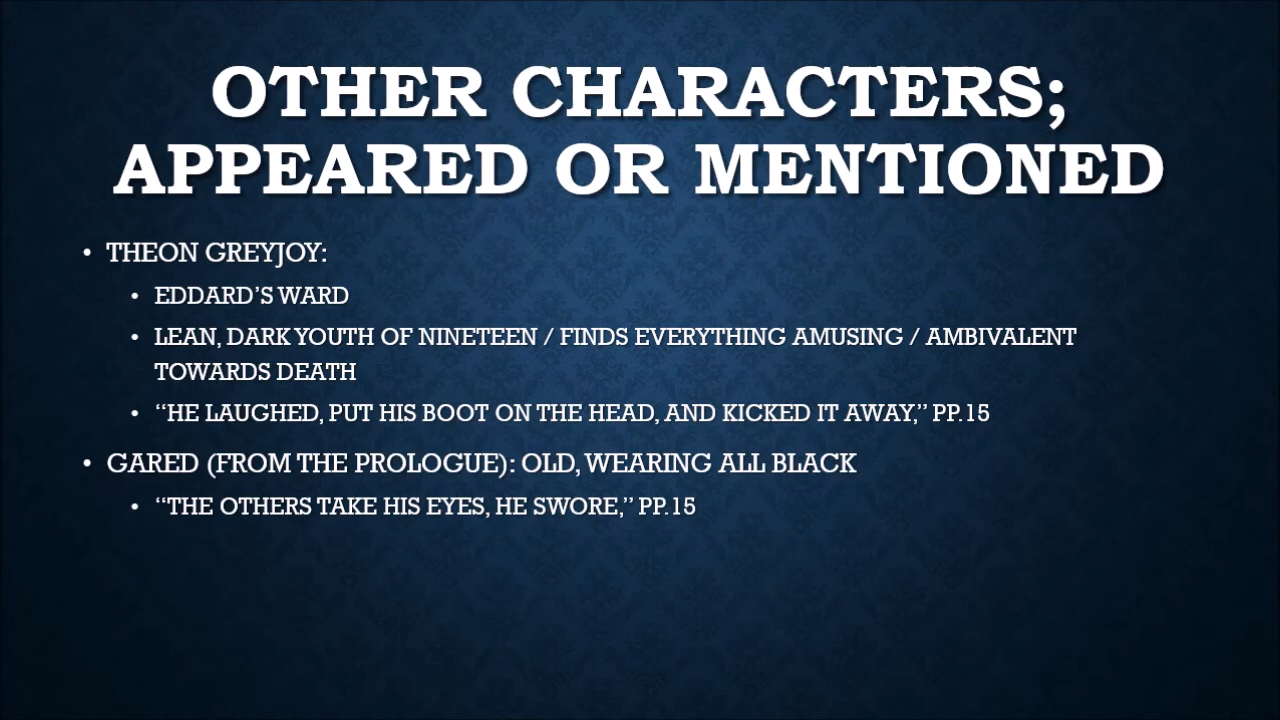 OTHER CHARACTERS;
APPEARED OR MENTIONED
• THEON GREYJOY:
• EDDARD’S WARD
• LEAN, DARK YOUTH OF NINETEEN / FINDS EVERYTHING AMUSING / AMBIVALENT
TOWARDS DEATH
• “HE LAUGHED, PUT HIS BOOT ON THE HEAD, AND KICKED IT AWAY,” PP.15
• GARED (FROM THE PROLOGUE): OLD, WEARING ALL BLACK
• “THE OTHERS TAKE HIS EYES, HE SWORE,” PP.15